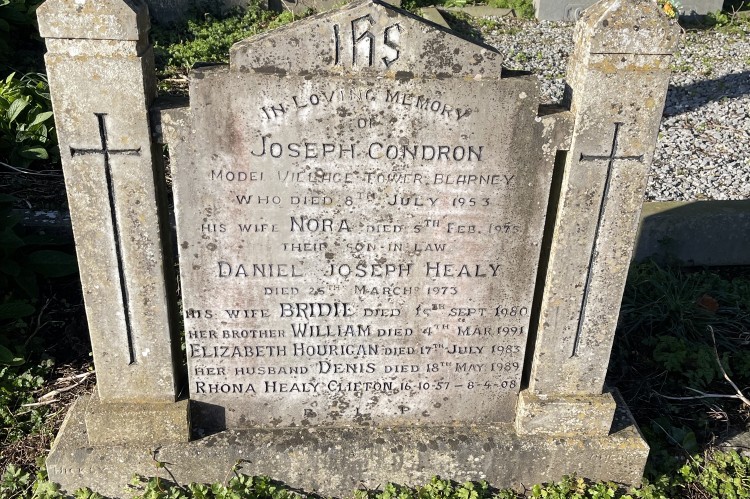 IHS
IN LOVING MEMORY
OF
JOSEPH CONDRON
MODEL VILLAGE TOWER BLARNEY
WHO DIED 8TH JULY 1953
HIS WIFE NORA DIED 5TH FEB. 1975
THEIR SON IN LAW
DANIEL JOSEPH HEALY
DIED 25TH MARCH 1973
HIS WIFE BRIDIE DIED 15TH SEPT 1980
HER BROTHER WILLIAM DIED 4TH MAR 1991
ELIZABETH HOURIGAN DIED 17TH JULY 1983
HER HUSBAND DENIS DIED 18TH MAY 1989
RHONA HEALY CLIFTON 16-10-57 – 8-4-08
R. I. P.